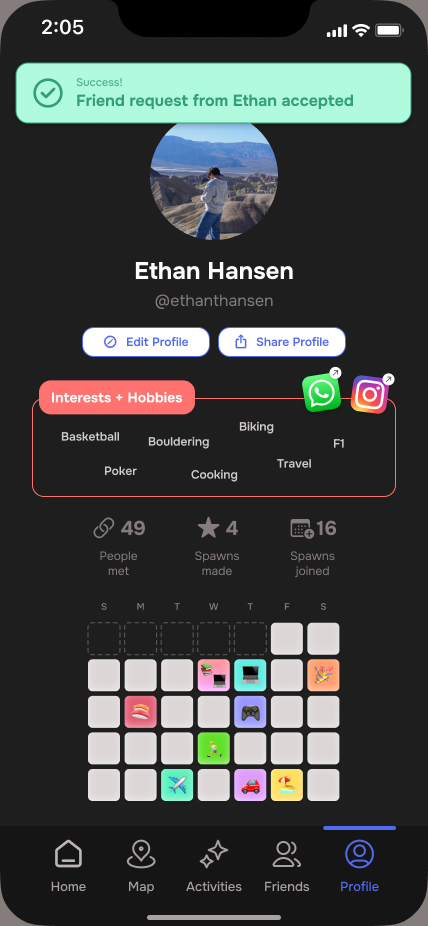 2:05
Success!
Friend request from Ethan accepted
Ethan Hansen
@ethanthansen
Edit Profile
Share Profile
Interests + Hobbies
Basketball
Bouldering
Biking
F1
Poker
Cooking
Travel
49
People
met
4
Spawns
made
16
Spawns
joined
S M T W T F S
Home
Map
Activities
Friends
Profile